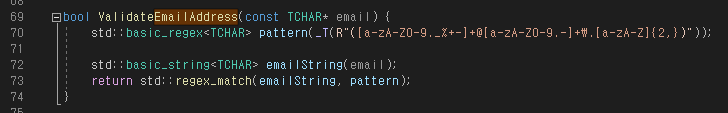 68
69 bool ValidateEmailAddress(const TCHAR* email) {
70 std::basic_regex<TCHAR> pattern(_T(R"([a-zA-Z0-9._%+-]+@[a-zA-Z0-9.-]+₩.[a-zA-Z]{2,})"));
71
72 std::basic_string<TCHAR> emailString(email);
73 return std::regex_match(emailString, pattern);
74 }
75